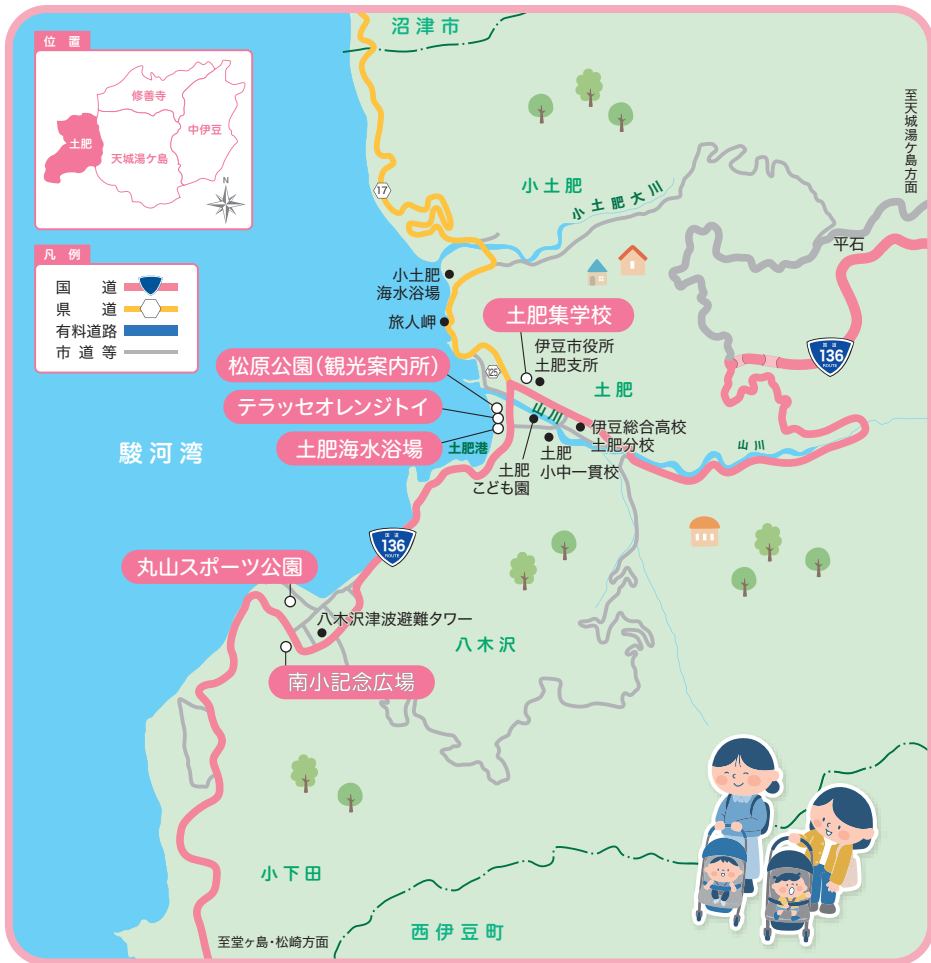 沼津市
位置
修善寺
中伊豆
土肥
天城湯ケ島
N
至天城湯ケ島方面
凡例
国道
県道
有料道路
市道等
17
小土肥
小土肥大川
平石
小土肥
海水浴場
旅人岬
土肥集学校
伊豆市役所
土肥支所
国道
136
ROUTE
125
松原公園(観光案内所)
テラッセオレンジトイ
土肥海水浴場
土肥
山川
伊豆総合高校
土肥分校
山川
駿河湾
土肥港
土肥
こども園
土肥
小中一貫校
国道
136
ROUTE
丸山スポーツ公園
八木沢津波避難タワー
八木沢
南小記念広場
小下田
西伊豆町
至堂ヶ島・松崎方面